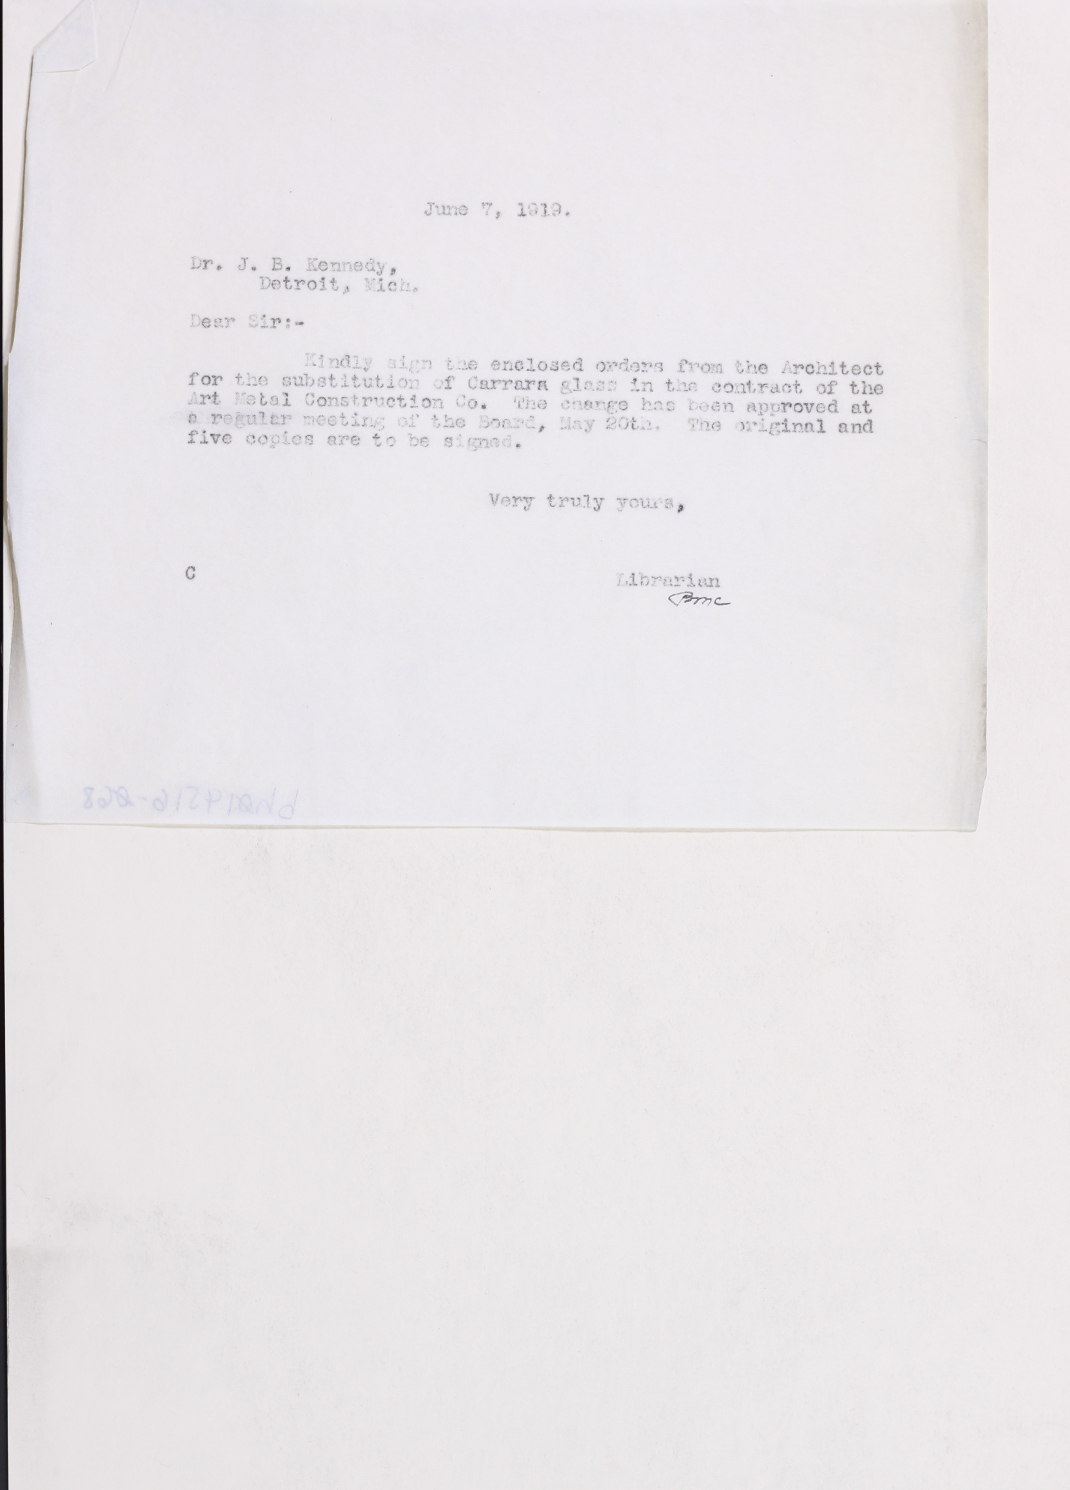 June 7, 1919.
Dr. J. B. Kennedy,
Detroit, Mich.
Dear Sir:-
Kindly sign the enclosed orders from the Architect
for the substitution of Carrara glass in the contract of the
Art Metal Construction Co. The change has been approved at
a regular meeting of the Board, May 20th. The original and
five copies are to be signed.
Very truly yours,
C
Librarian
BMC